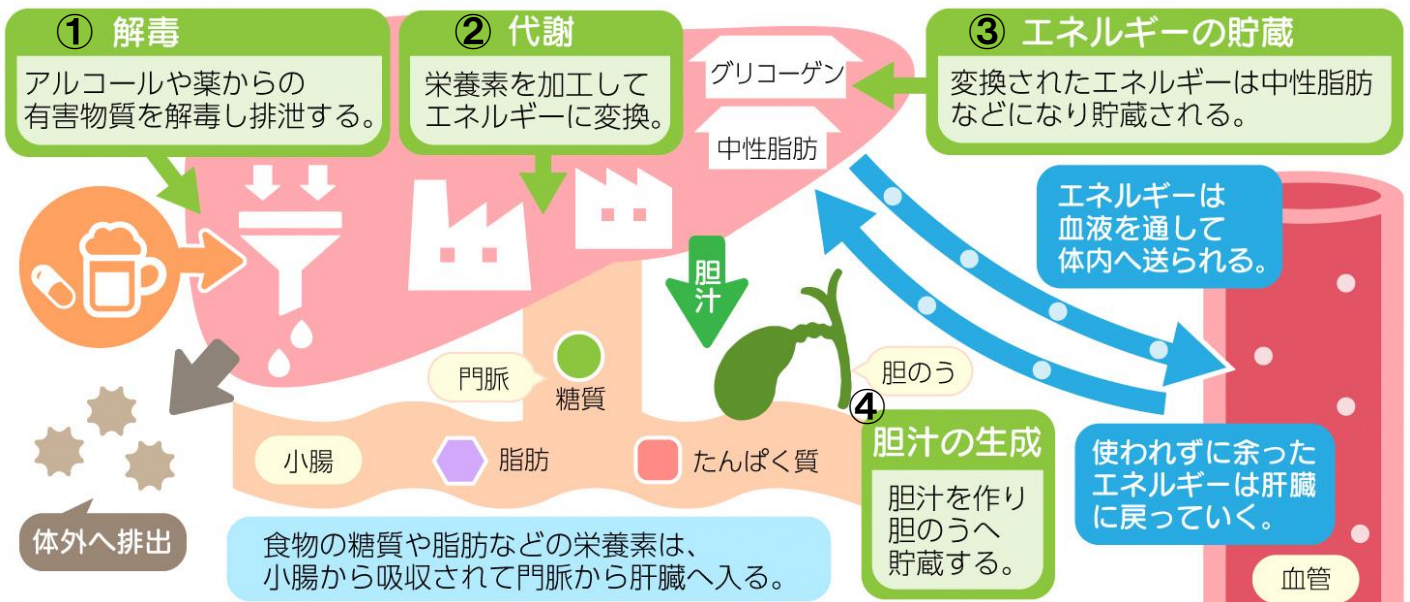 ① 解毒
アルコールや薬からの
有害物質を解毒し排泄する。
② 代謝
栄養素を加工して
エネルギーに変換。
グリコーゲン
中性脂肪
③ エネルギーの貯蔵
変換されたエネルギーは中性脂肪
などになり貯蔵される。
エネルギーは
血液を通して
体内へ送られる。
胆汁
門脈
糖質
胆のう
小腸
脂肪
たんぱく質
④
胆汁の生成
胆汁を作り
胆のうへ
貯蔵する。
使われずに余った
エネルギーは肝臓
に戻っていく。
体外へ排出
食物の糖質や脂肪などの栄養素は、
小腸から吸収されて門脈から肝臓へ入る。
血管